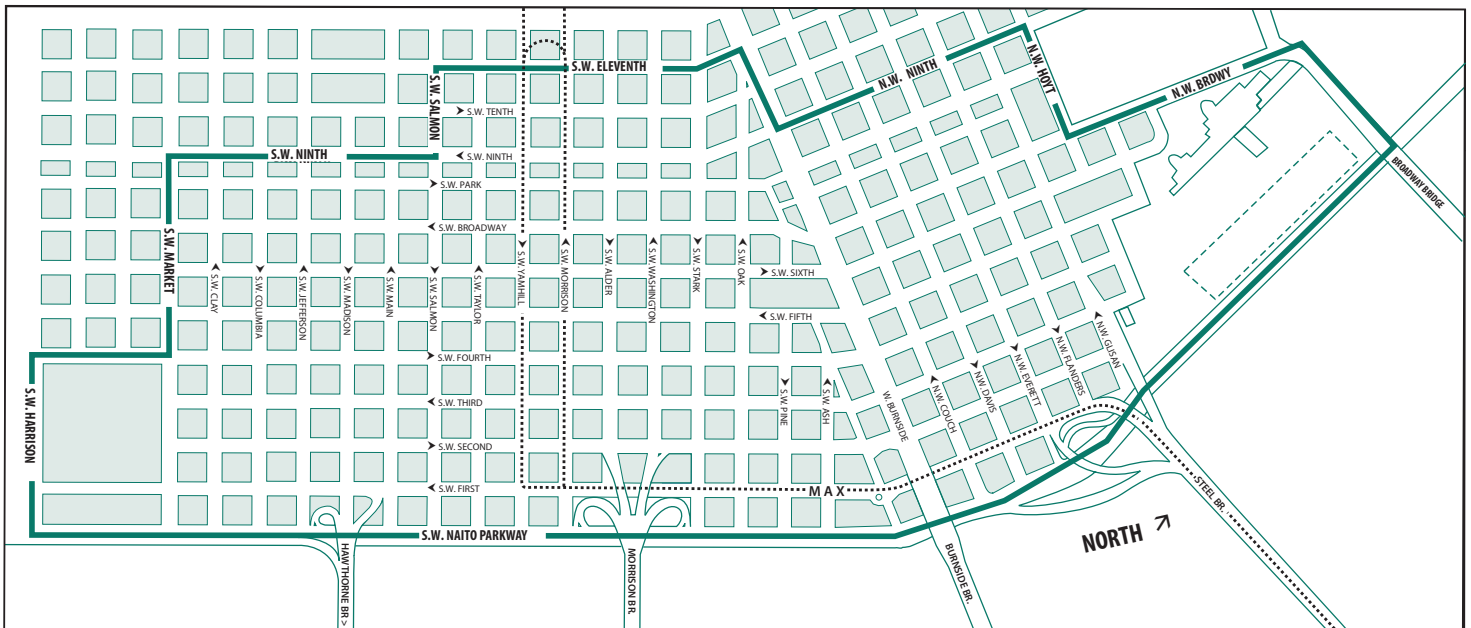 S.W. ELEVENTH
N.W. NINTH
N.W. HOYT
N.W. BRDWY
BROADWAY BRIDGE
S.W. SALMON
S.W. TENTH
S.W. NINTH
S.W. NINTH
S.W. PARK
S.W. BROADWAY
S.W. MARKET
S.W. CLAY
S.W. COLUMBIA
S.W. JEFFERSON
S.W. MADISON
S.W. MAIN
S.W. SALMON
S.W. TAYLOR
S.W. YAMHILL
S.W. MORRISON
S.W. ALDER
S.W. WASHINGTON
S.W. STARK
S.W. OAK
S.W. SIXTH
S.W. FIFTH
S.W. FOURTH
S.W. THIRD
S.W. SECOND
S.W. FIRST
S.W. PINE
S.W. ASH
W. BURNSIDE
N.W. COUCH
N.W. DAVIS
N.W. EVERETT
N.W. FLANDERS
N.W. GLISAN
S.W. HARRISON
MAX
S.W. NAITO PARKWAY
HAWTHORNE BR >
MORRISON BR.
BURNSIDE BR.
STEEL BR.
NORTH